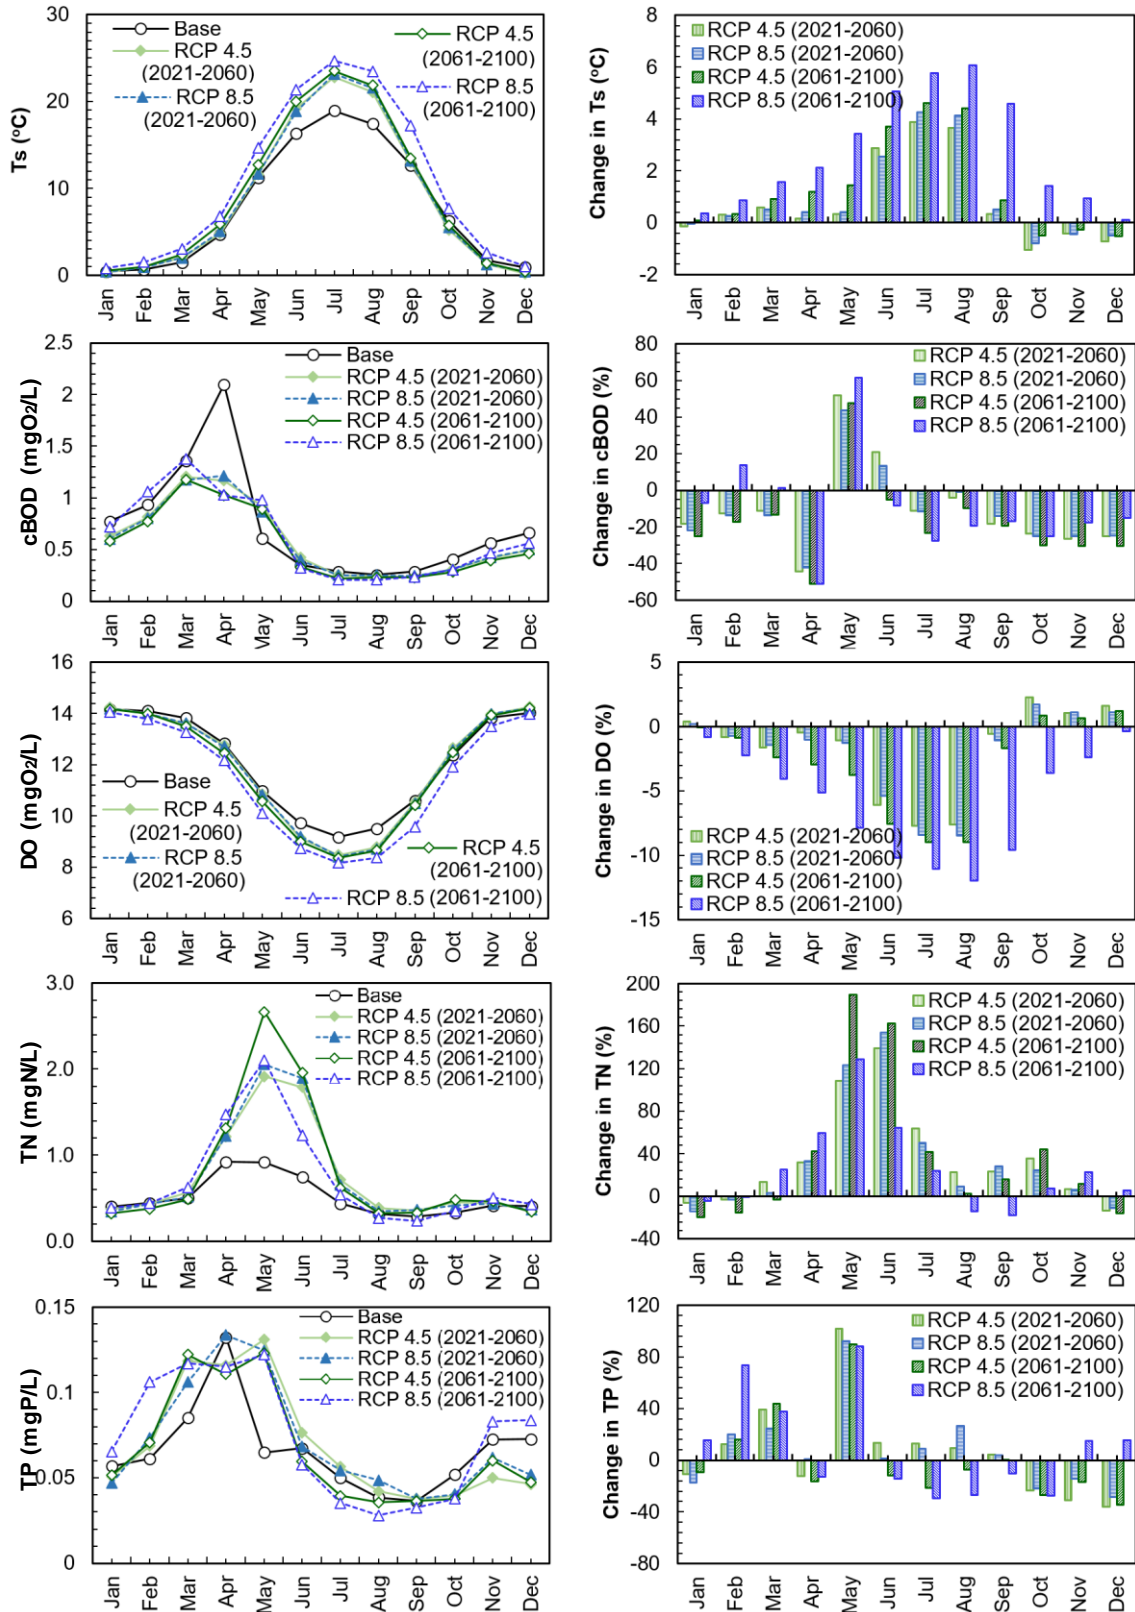 Ts (°C)
30
20
10
0
Base
RCP 4.5
(2021-2060)
RCP 8.5
(2021-2060)
RCP 4.5
(2061-2100)
RCP 8.5
(2061-2100)
Jan Feb Mar Apr May Jun Jul Aug Sep Oct Nov Dec
Change in Ts (°C)
8
6
4
2
0
-2
RCP 4.5 (2021-2060)
RCP 8.5 (2021-2060)
RCP 4.5 (2061-2100)
RCP 8.5 (2061-2100)
Jan Feb Mar Apr May Jun Jul Aug Sep Oct Nov Dec
cBOD (mgO2/L)
2.5
2
1.5
1
0.5
0
Base
RCP 4.5 (2021-2060)
RCP 8.5 (2021-2060)
RCP 4.5 (2061-2100)
RCP 8.5 (2061-2100)
Jan Feb Mar Apr May Jun Jul Aug Sep Oct Nov Dec
Change in cBOD (%)
80
60
40
20
0
-20
-40
-60
RCP 4.5 (2021-2060)
RCP 8.5 (2021-2060)
RCP 4.5 (2061-2100)
RCP 8.5 (2061-2100)
Jan Feb Mar Apr May Jun Jul Aug Sep Oct Nov Dec
DO (mgO2/L)
16
14
12
10
8
6
Base
RCP 4.5
(2021-2060)
RCP 8.5
(2021-2060)
RCP 4.5
(2061-2100)
RCP 8.5 (2061-2100)
Jan Feb Mar Apr May Jun Jul Aug Sep Oct Nov Dec
Change in DO (%)
5
0
-5
-10
-15
RCP 4.5 (2021-2060)
RCP 8.5 (2021-2060)
RCP 4.5 (2061-2100)
RCP 8.5 (2061-2100)
Jan Feb Mar Apr May Jun Jul Aug Sep Oct Nov Dec
TN (mgN/L)
3.0
2.0
1.0
0.0
Base
RCP 4.5 (2021-2060)
RCP 8.5 (2021-2060)
RCP 4.5 (2061-2100)
RCP 8.5 (2061-2100)
Jan Feb Mar Apr May Jun Jul Aug Sep Oct Nov Dec
Change in TN (%)
200
160
120
80
40
0
-40
RCP 4.5 (2021-2060)
RCP 8.5 (2021-2060)
RCP 4.5 (2061-2100)
RCP 8.5 (2061-2100)
Jan Feb Mar Apr May Jun Jul Aug Sep Oct Nov Dec
TP (mgP/L)
0.15
0.1
0.05
0
Base
RCP 4.5 (2021-2060)
RCP 8.5 (2021-2060)
RCP 4.5 (2061-2100)
RCP 8.5 (2061-2100)
Jan Feb Mar Apr May Jun Jul Aug Sep Oct Nov Dec
Change in TP (%)
120
80
40
0
-40
-80
RCP 4.5 (2021-2060)
RCP 8.5 (2021-2060)
RCP 4.5 (2061-2100)
RCP 8.5 (2061-2100)
Jan Feb Mar Apr May Jun Jul Aug Sep Oct Nov Dec